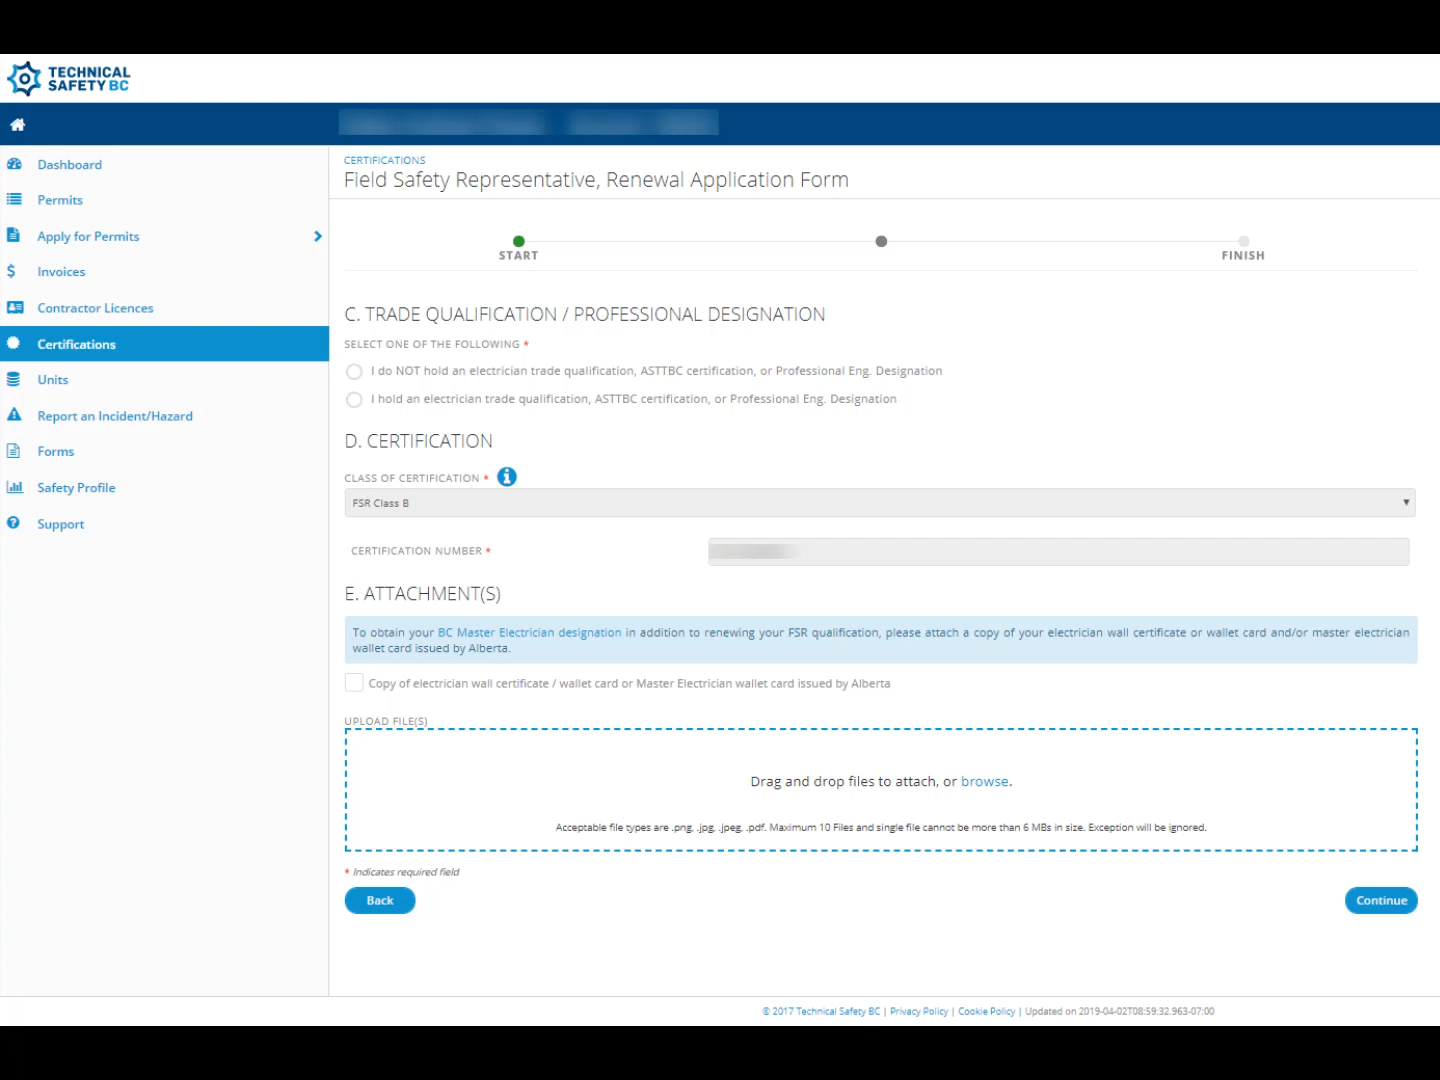 TECHNICAL
SAFETY BC
Dashboard
Permits
Apply for Permits
Invoices
Contractor Licences
Certifications
Units
Report an Incident/Hazard
Forms
Safety Profile
Support
CERTIFICATIONS
Field Safety Representative, Renewal Application Form
START
FINISH
C. TRADE QUALIFICATION / PROFESSIONAL DESIGNATION
SELECT ONE OF THE FOLLOWING *
I do NOT hold an electrician trade qualification, ASTTBC certification, or Professional Eng. Designation
I hold an electrician trade qualification, ASTTBC certification, or Professional Eng. Designation
D. CERTIFICATION
CLASS OF CERTIFICATION *
FSR Class B
CERTIFICATION NUMBER *
E. ATTACHMENT(S)
To obtain your BC Master Electrician designation in addition to renewing your FSR qualification, please attach a copy of your electrician wall certificate or wallet card and/or master electrician
wallet card issued by Alberta.
Copy of electrician wall certificate / wallet card or Master Electrician wallet card issued by Alberta
UPLOAD FILE(S)
Drag and drop files to attach, or browse.
Acceptable file types are .png, .jpg, .jpeg, .pdf. Maximum 10 Files and single file cannot be more than 6 MBs in size. Exception will be ignored.
* Indicates required field
Back
Continue
© 2017 Technical Safety BC | Privacy Policy | Cookie Policy | Updated on 2019-04-02T08:59:32.963-07:00